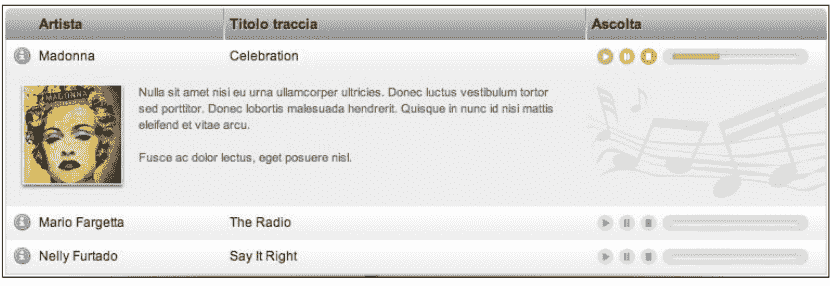 Artista Titolo traccia Ascolta
Madonna Celebration
MADONNA
Nulla sit amet nisi eu urna ullamcorper ultricies. Donec luctus vestibulum tortor
sed porttitor. Donec lobortis malesuada hendrerit. Quisque in nunc id nisi mattis
eleifend et vitae arcu.
Fusce ac dolor lectus, eget posuere nisl.
Mario Fargetta The Radio
Nelly Furtado Say It Right